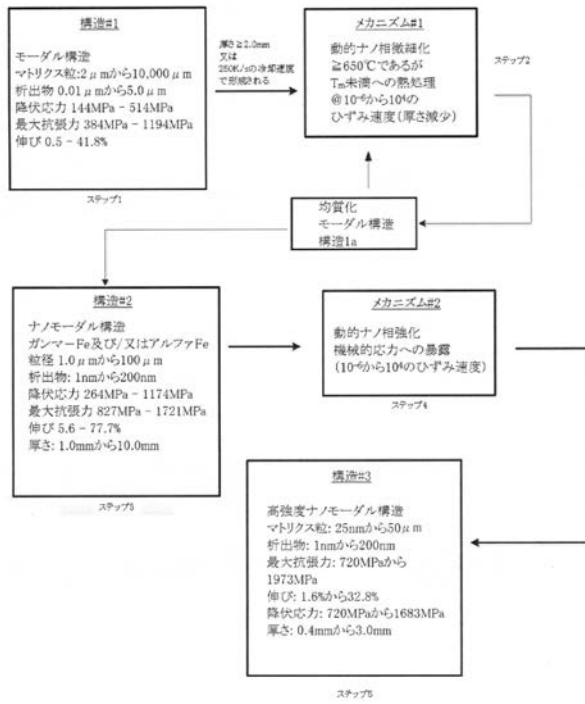 構造#1
モーダル構造
マトリクス粒:2μmから10,000μm
析出物 0.01μmから5.0μm
降伏応力 144MPa - 514MPa
最大抗張力 384MPa - 1194MPa
伸び 0.5 - 41.8%
ステップ1
厚さ≧2.0mm
又は
250K/sの冷却速度
で形成される
メカニズム#1
動的ナノ相微細化
≧650℃であるが
Tm未満への熱処理
@10⁻⁶から10⁴の
ひずみ速度(厚さ減少)
ステップ2
均質化
モーダル構造
構造1a
構造#2
ナノモーダル構造
ガンマ－Fe及び/又はアルファFe
粒径 1.0μmから100μm
析出物: 1nmから200nm
降伏応力 264MPa - 1174MPa
最大抗張力 827MPa - 1721MPa
伸び 5.6 - 77.7%
厚さ: 1.0mmから10.0mm
ステップ3
メカニズム#2
動的ナノ相強化
機械的応力への暴露
(10⁻⁶から10⁶のひずみ速度)
ステップ4
構造#3
高強度ナノモーダル構造
マトリクス粒: 25nmから50μm
析出物: 1nmから200nm
最大抗張力: 720MPaから
1973MPa
伸び: 1.6%から32.8%
降伏応力: 720MPaから1683MPa
厚さ: 0.4mmから3.0mm
ステップ5